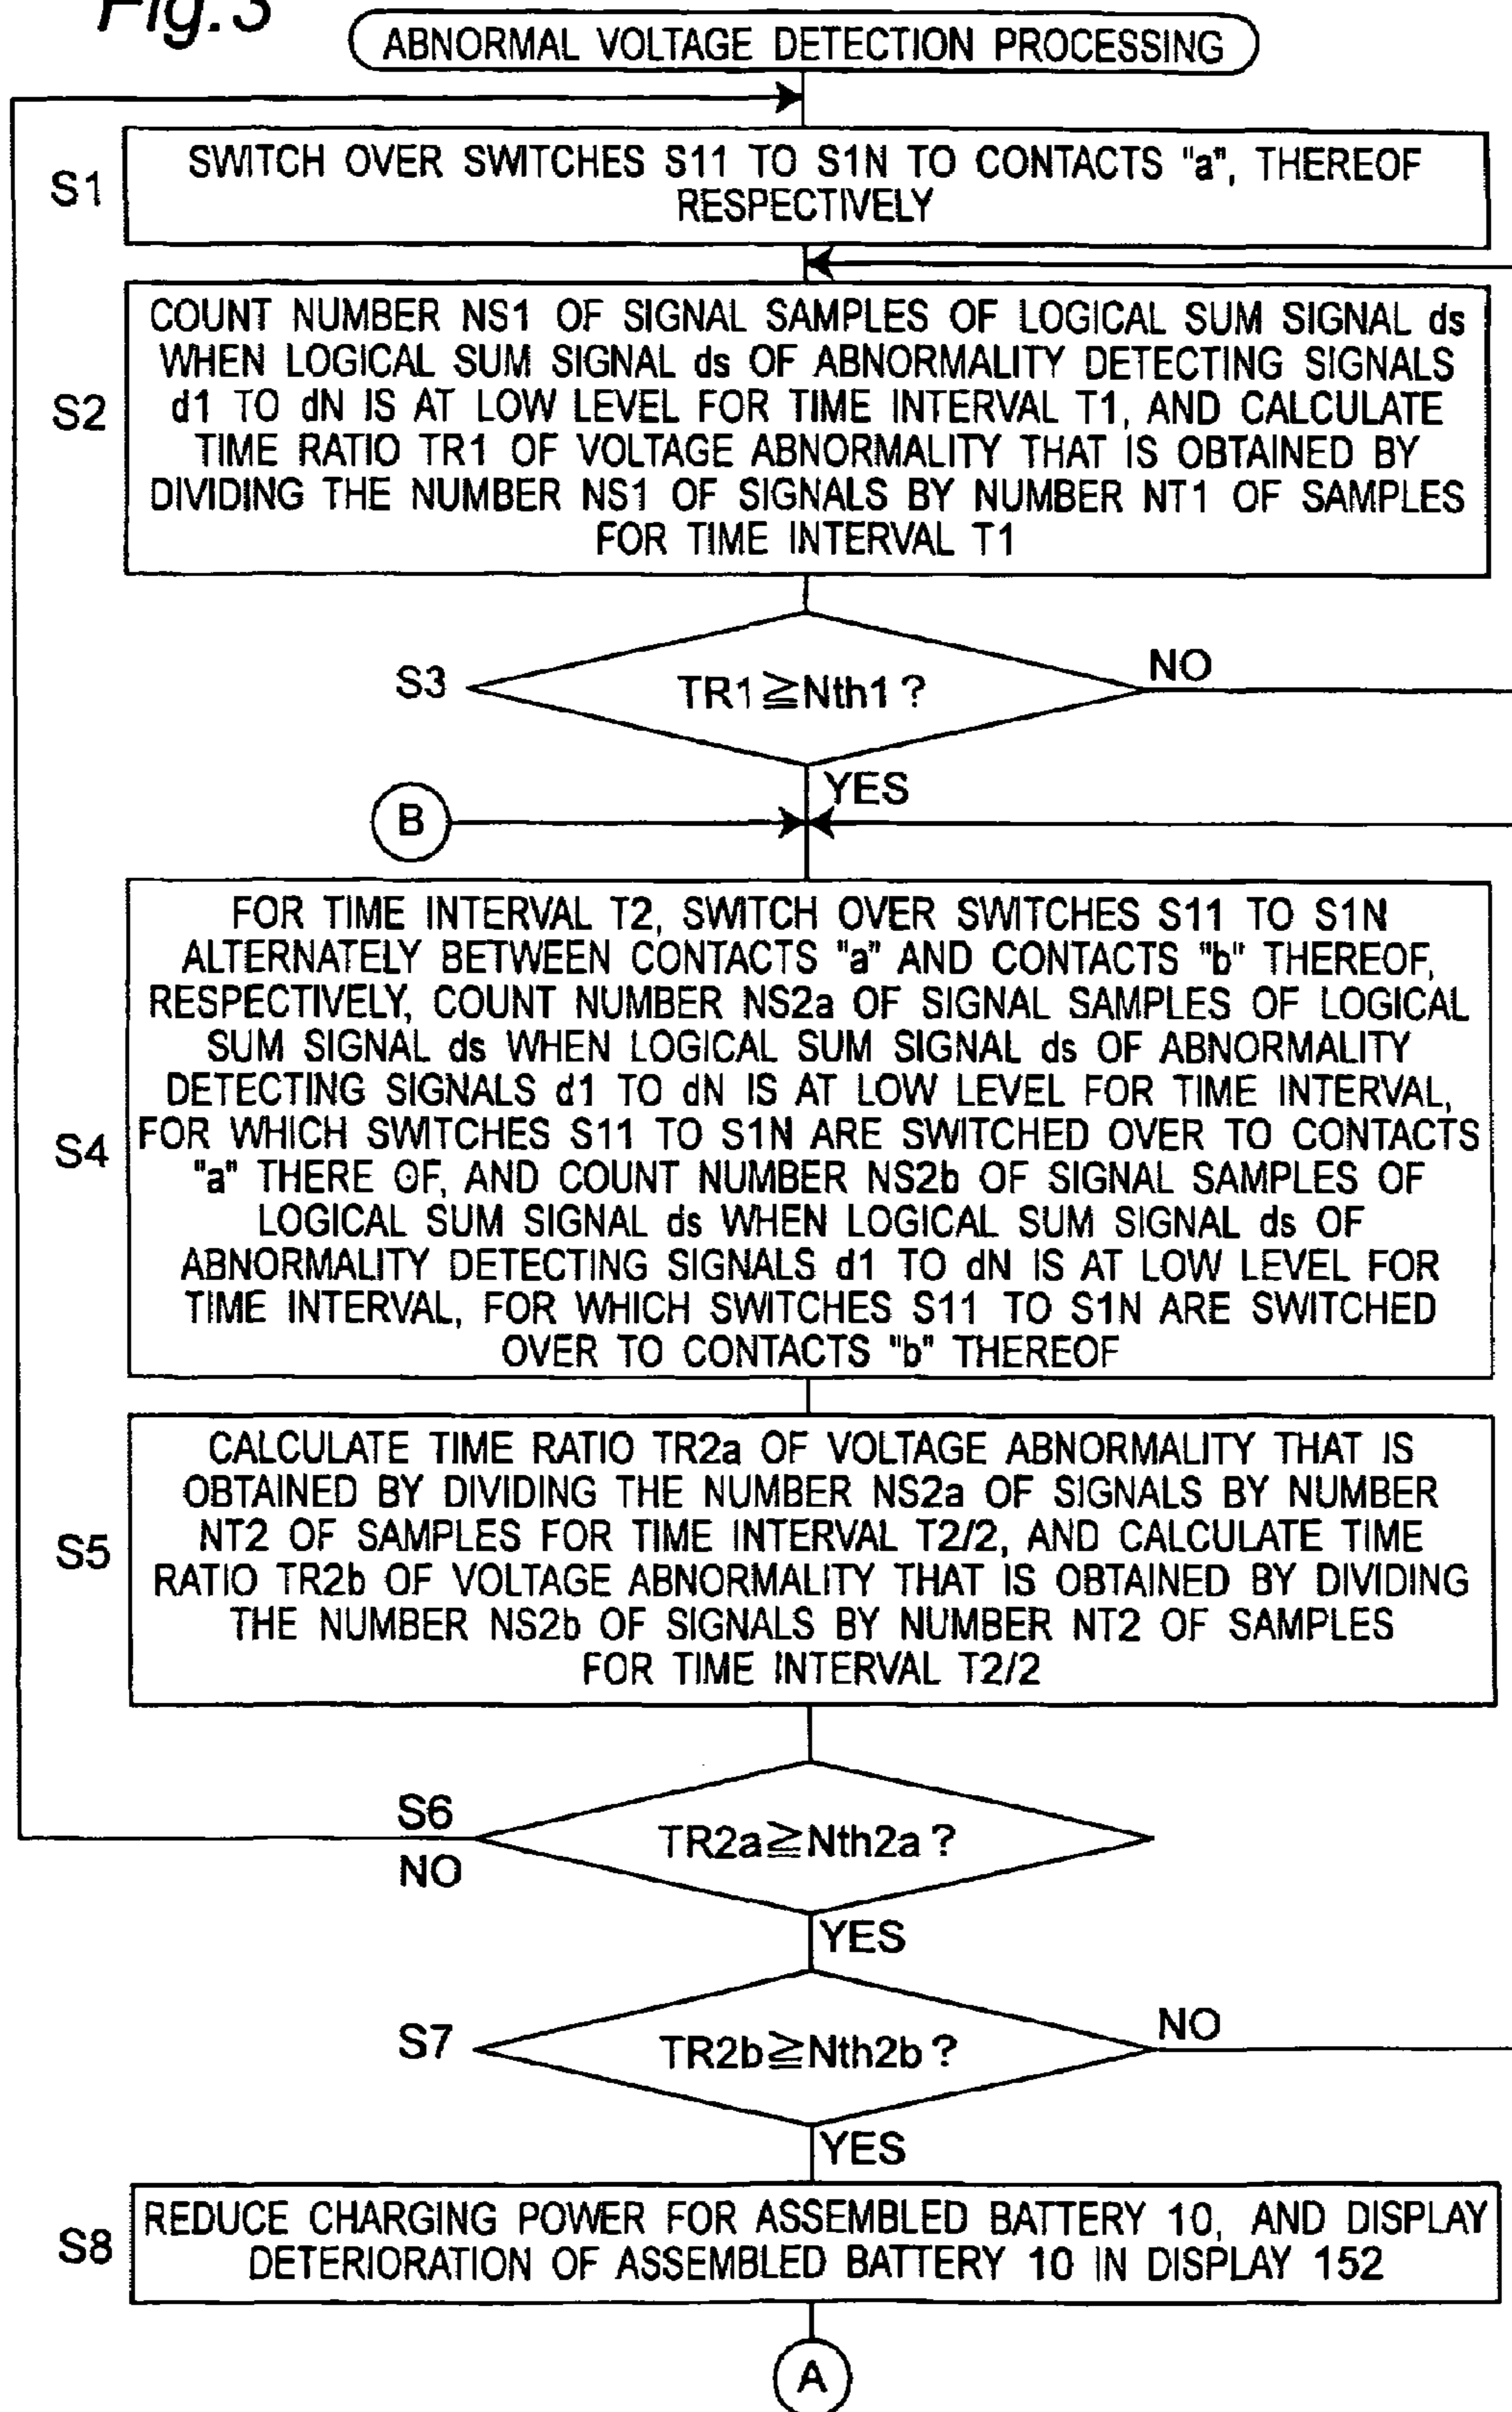 Fig.3
ABNORMAL VOLTAGE DETECTION PROCESSING
S1
SWITCH OVER SWITCHES S11 TO S1N TO CONTACTS "a", THEREOF
RESPECTIVELY
S2
COUNT NUMBER NS1 OF SIGNAL SAMPLES OF LOGICAL SUM SIGNAL ds
WHEN LOGICAL SUM SIGNAL ds OF ABNORMALITY DETECTING SIGNALS
d1 TO dN IS AT LOW LEVEL FOR TIME INTERVAL T1, AND CALCULATE
TIME RATIO TR1 OF VOLTAGE ABNORMALITY THAT IS OBTAINED BY
DIVIDING THE NUMBER NS1 OF SIGNALS BY NUMBER NT1 OF SAMPLES
FOR TIME INTERVAL T1
S3
TR1≧Nth1?
NO
YES
B
S4
FOR TIME INTERVAL T2, SWITCH OVER SWITCHES S11 TO S1N
ALTERNATELY BETWEEN CONTACTS "a" AND CONTACTS "b" THEREOF,
RESPECTIVELY, COUNT NUMBER NS2a OF SIGNAL SAMPLES OF LOGICAL
SUM SIGNAL ds WHEN LOGICAL SUM SIGNAL ds OF ABNORMALITY
DETECTING SIGNALS d1 TO dN IS AT LOW LEVEL FOR TIME INTERVAL,
FOR WHICH SWITCHES S11 TO S1N ARE SWITCHED OVER TO CONTACTS
"a" THERE OF, AND COUNT NUMBER NS2b OF SIGNAL SAMPLES OF
LOGICAL SUM SIGNAL ds WHEN LOGICAL SUM SIGNAL ds OF
ABNORMALITY DETECTING SIGNALS d1 TO dN IS AT LOW LEVEL FOR
TIME INTERVAL, FOR WHICH SWITCHES S11 TO S1N ARE SWITCHED
OVER TO CONTACTS "b" THEREOF
S5
CALCULATE TIME RATIO TR2a OF VOLTAGE ABNORMALITY THAT IS
OBTAINED BY DIVIDING THE NUMBER NS2a OF SIGNALS BY NUMBER
NT2 OF SAMPLES FOR TIME INTERVAL T2/2, AND CALCULATE TIME
RATIO TR2b OF VOLTAGE ABNORMALITY THAT IS OBTAINED BY DIVIDING
THE NUMBER NS2b OF SIGNALS BY NUMBER NT2 OF SAMPLES
FOR TIME INTERVAL T2/2
S6
NO
TR2a≧Nth2a?
YES
S7
TR2b≧Nth2b?
NO
YES
S8
REDUCE CHARGING POWER FOR ASSEMBLED BATTERY 10, AND DISPLAY
DETERIORATION OF ASSEMBLED BATTERY 10 IN DISPLAY 152
A